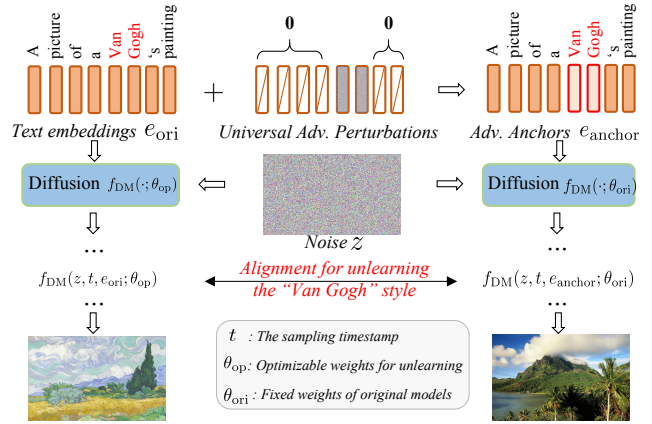 A picture of a Van Gogh 's painting
0
0
A picture of a Van Gogh 's painting
+
Text embeddings e_ori
Universal Adv. Perturbations
Adv. Anchors e_anchor
Diffusion f_DM(·;θ_op)
Diffusion f_DM(·;θ_ori)
Noise z
...
...
f_DM(z, t, e_ori; θ_op)
Alignment for unlearning
the “Van Gogh” style
f_DM(z, t, e_anchor; θ_ori)
...
...
t : The sampling timestamp
θ_op: Optimizable weights for unlearning
θ_ori : Fixed weights of original models